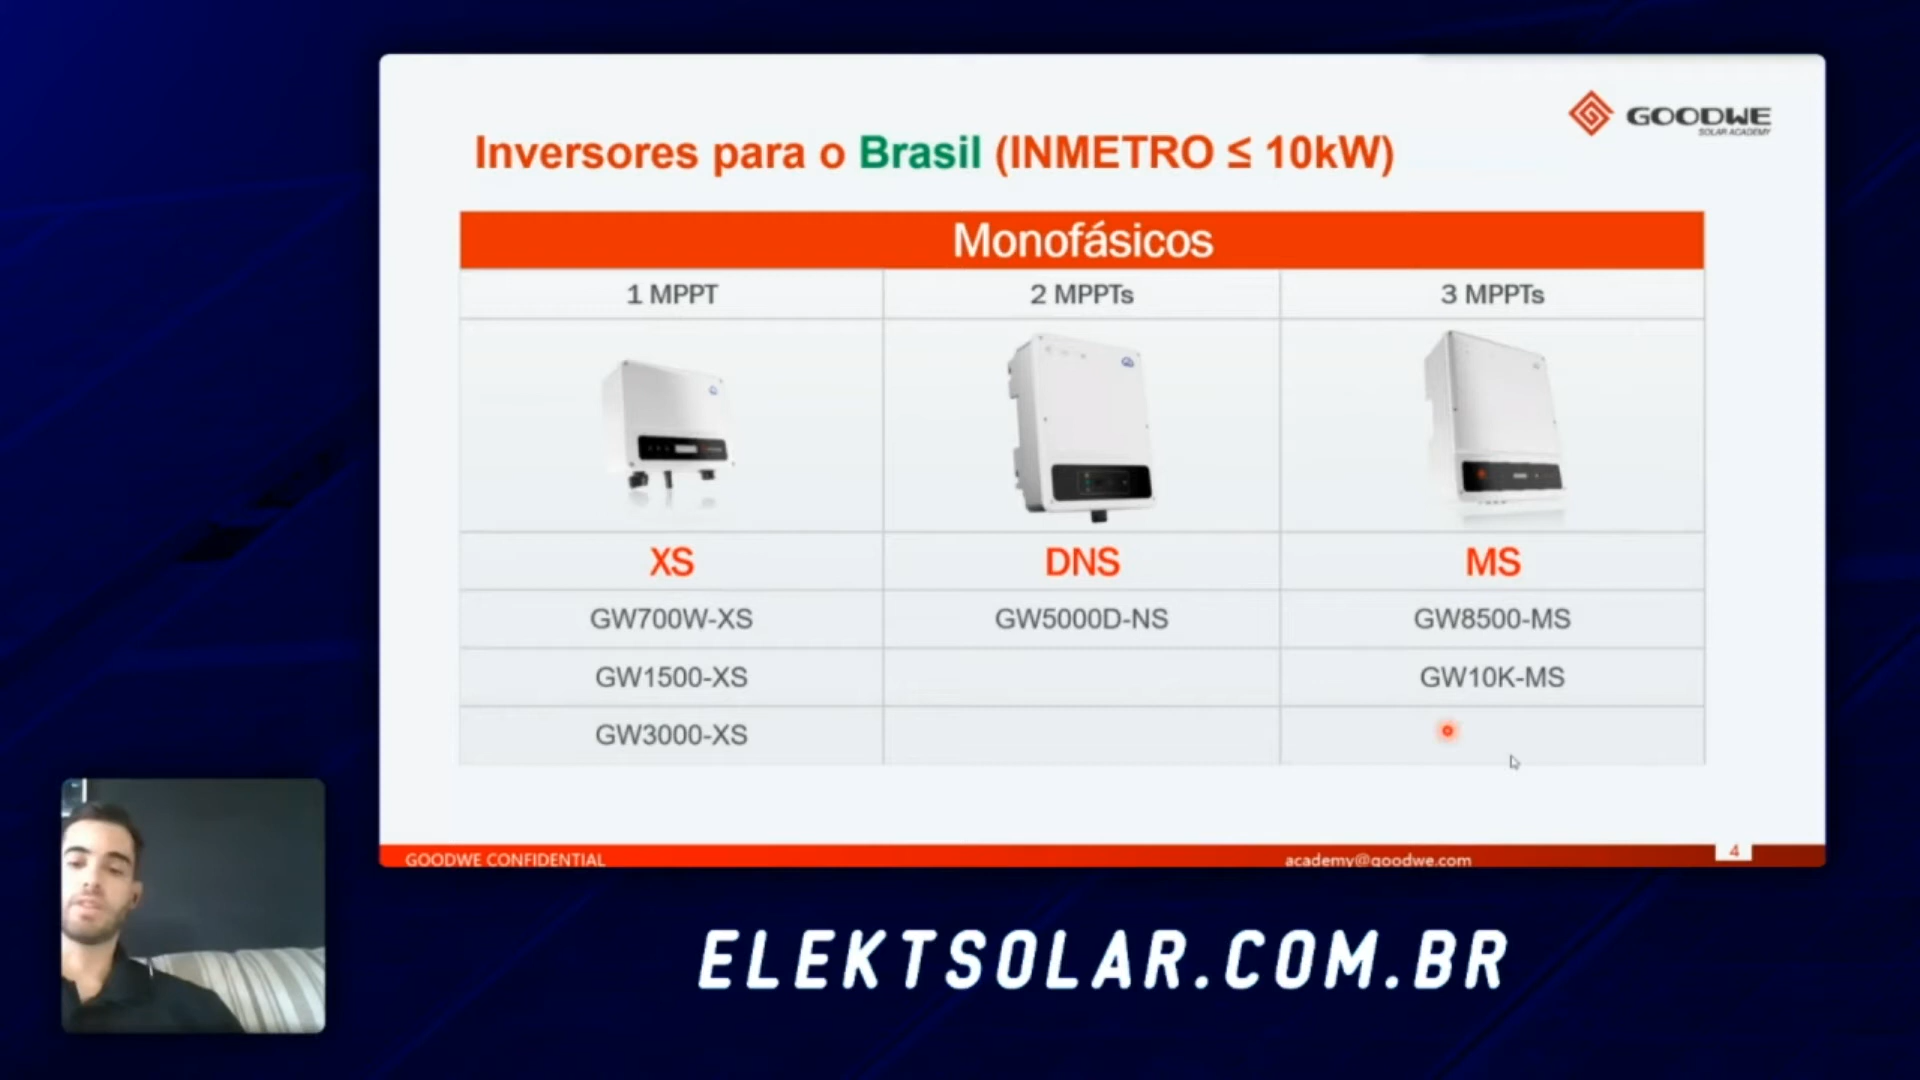 GOODWE
SOLAR ACADEMY
Inversores para o Brasil (INMETRO ≤ 10kW)
Monofásicos
1 MPPT
2 MPPTs
3 MPPTs
XS
DNS
MS
GW700W-XS
GW5000D-NS
GW8500-MS
GW1500-XS
GW10K-MS
GW3000-XS
GOODWE CONFIDENTIAL
academy@goodwe.com
4
ELEKTSOLAR.COM.BR